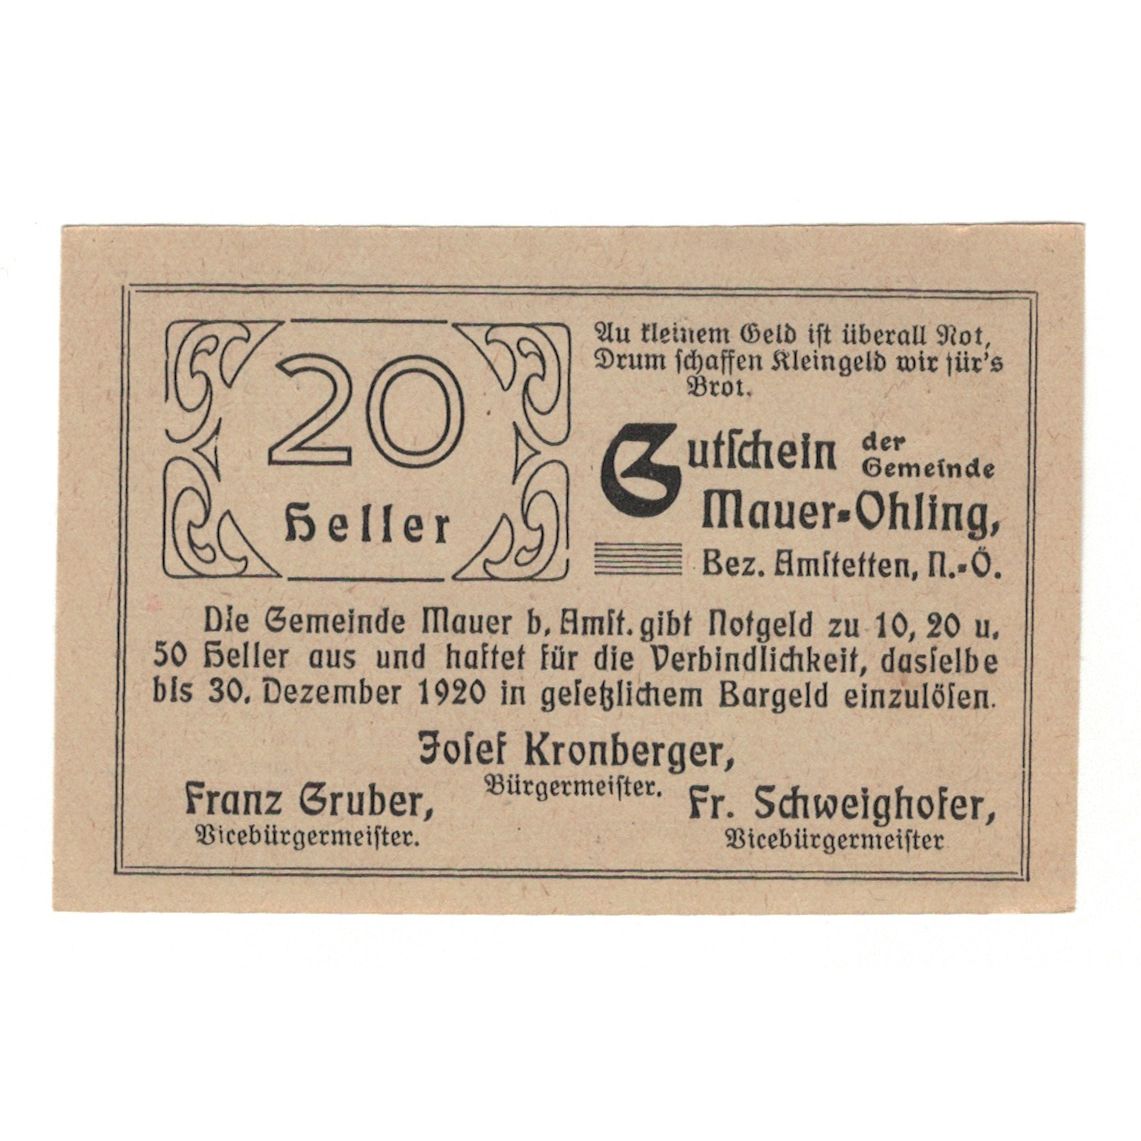 20
Heller
Au kleinem Geld ist überall Not,
Drum schaffen Kleingeld wir für's
Brot.
Gutschein der
Gemeinde
Mauer-Ohling,
Bez. Amstetten, N.-Ö.
Die Gemeinde Mauer b. Amst. gibt Notgeld zu 10, 20 u.
50 Heller aus und haftet für die Verbindlichkeit, dasselbe
bis 30. Dezember 1920 in gesetzlichem Bargeld einzulösen.
Josef Kronberger,
Bürgermeister.
Franz Gruber,
Vicebürgermeister.
Fr. Schweighofer,
Vicebürgermeister